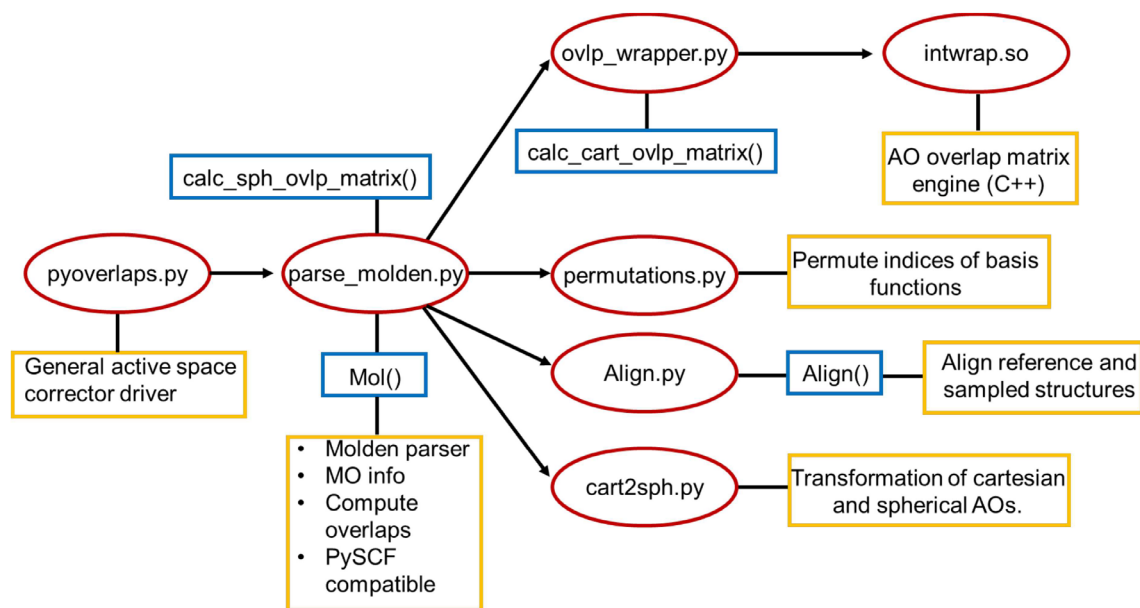 ovlp_wrapper.py
intwrap.so
calc_cart_ovlp_matrix()
AO overlap matrix
engine (C++)
calc_sph_ovlp_matrix()
pyoverlaps.py
parse_molden.py
permutations.py
Permute indices of basis
functions
General active space
corrector driver
Mol()
Align.py
Align()
Align reference and
sampled structures
• Molden parser
• MO info
• Compute
overlaps
• PySCF
compatible
cart2sph.py
Transformation of cartesian
and spherical AOs.